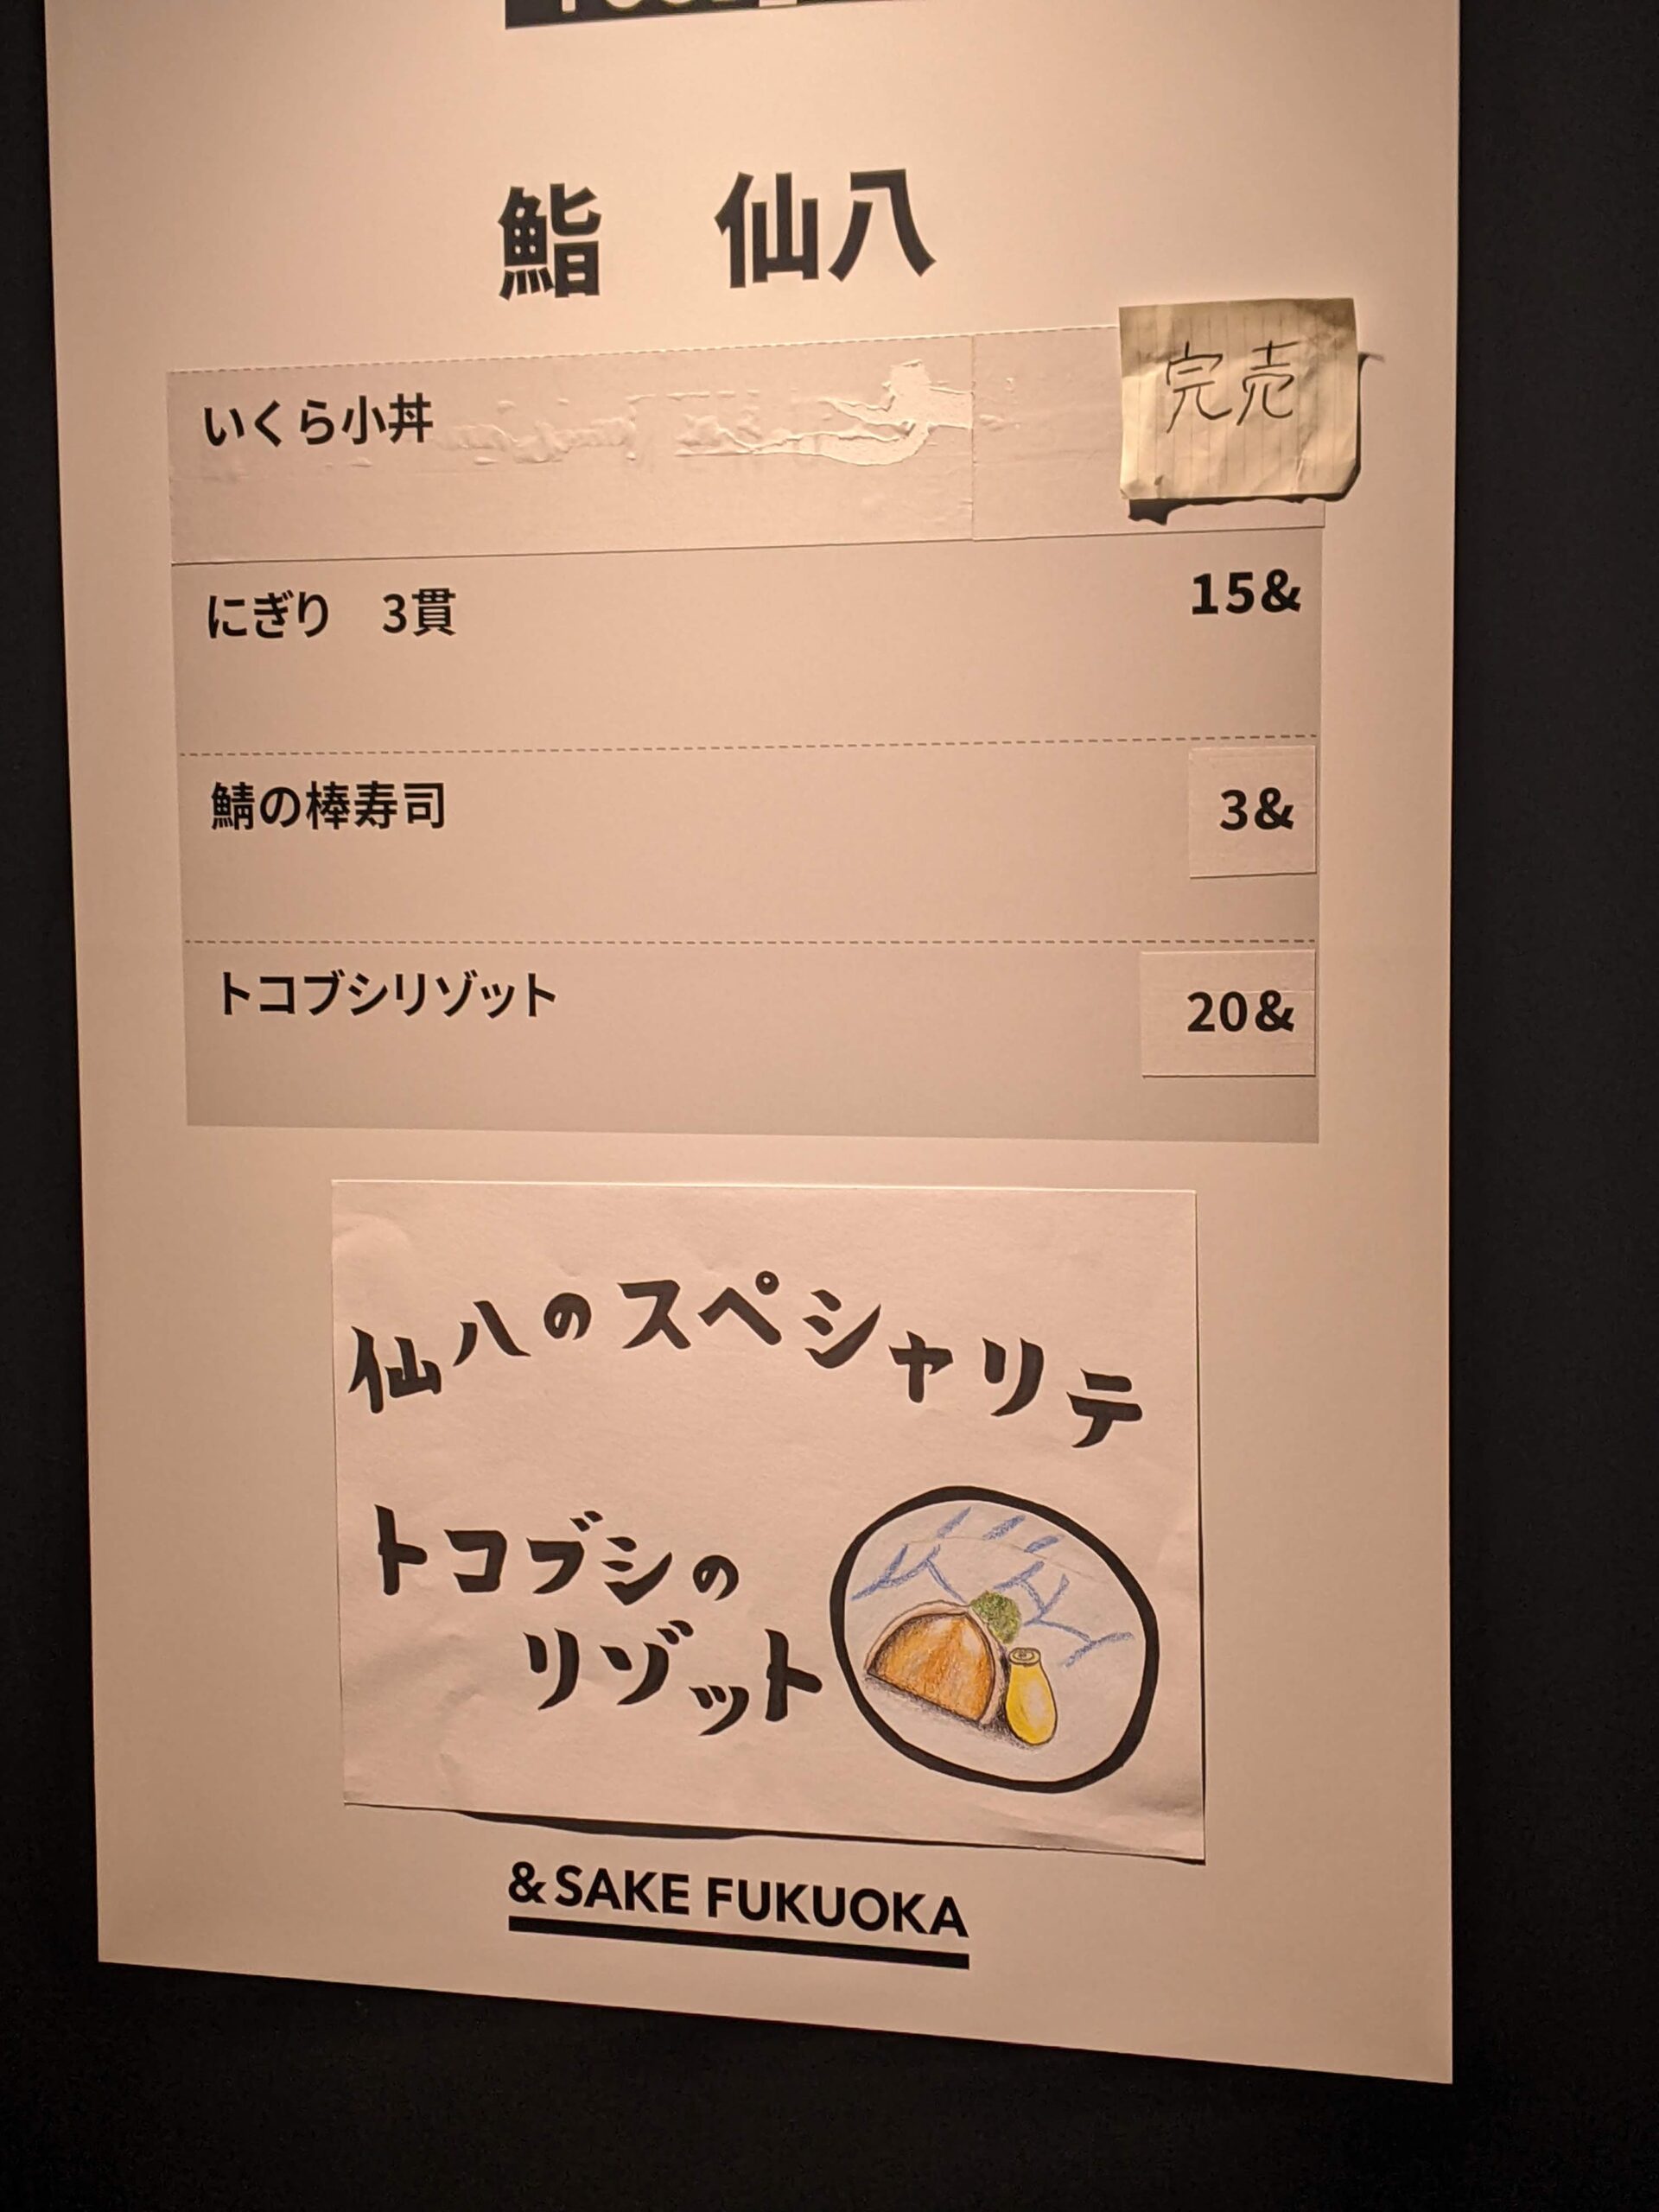 鮨　仙八
いくら小丼
完売
にぎり　3貫
15&
鯖の棒寿司
3&
トコブシリゾット
20&
仙八のスペシャリテ
トコブシの
リゾット
& SAKE FUKUOKA